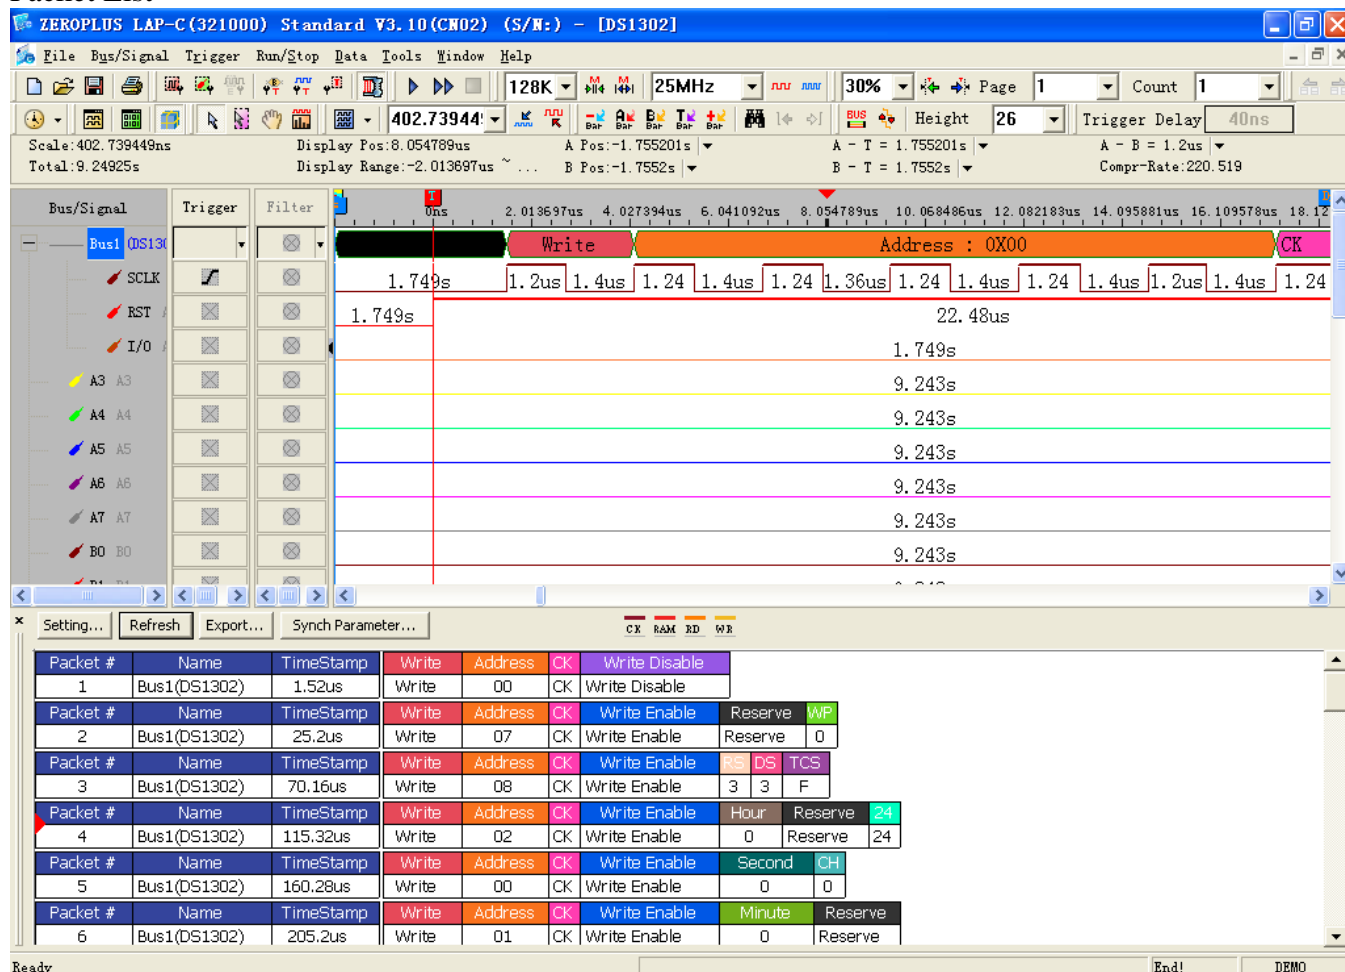 ZEROPLUS LAP-C(321000) Standard V3.10(CN02) (S/N:) - [DS1302]
File Bus/Signal Trigger Run/Stop Data Tools Window Help
128K 25MHz 30% Page 1 Count 1
402.73944 Bar Bar Bar Bar Bar BUS Height 26 Trigger Delay 40ns
Scale:402.739449ns Display Pos:8.054789us A Pos:-1.755201s A - T = 1.755201s A - B = 1.2us
Total:9.24925s Display Range:-2.013697us ~ ... B Pos:-1.7552s B - T = 1.7552s Compr-Rate:220.519
Bus/Signal Trigger Filter T 0ns 2.013697us 4.027394us 6.041092us 8.054789us 10.068486us 12.082183us 14.095881us 16.109578us 18.12
Bus1 (DS130 Write Address : 0X00 CK
SCLK 1.749s 1.2us 1.4us 1.24 1.4us 1.24 1.36us 1.24 1.4us 1.24 1.4us 1.2us 1.4us 1.24
RST 1.749s 22.48us
I/O 1.749s
A3 A3 9.243s
A4 A4 9.243s
A5 A5 9.243s
A6 A6 9.243s
A7 A7 9.243s
B0 B0 9.243s
Setting... Refresh Export... Synch Parameter... CK RAM RD WR
Packet # Name TimeStamp Write Address CK Write Disable
1 Bus1(DS1302) 1.52us Write 00 CK Write Disable
Packet # Name TimeStamp Write Address CK Write Enable Reserve WP
2 Bus1(DS1302) 25.2us Write 07 CK Write Enable Reserve 0
Packet # Name TimeStamp Write Address CK Write Enable RS DS TCS
3 Bus1(DS1302) 70.16us Write 08 CK Write Enable 3 3 F
Packet # Name TimeStamp Write Address CK Write Enable Hour Reserve 24
4 Bus1(DS1302) 115.32us Write 02 CK Write Enable 0 Reserve 24
Packet # Name TimeStamp Write Address CK Write Enable Second CH
5 Bus1(DS1302) 160.28us Write 00 CK Write Enable 0 0
Packet # Name TimeStamp Write Address CK Write Enable Minute Reserve
6 Bus1(DS1302) 205.2us Write 01 CK Write Enable 0 Reserve
Ready End! DEMO